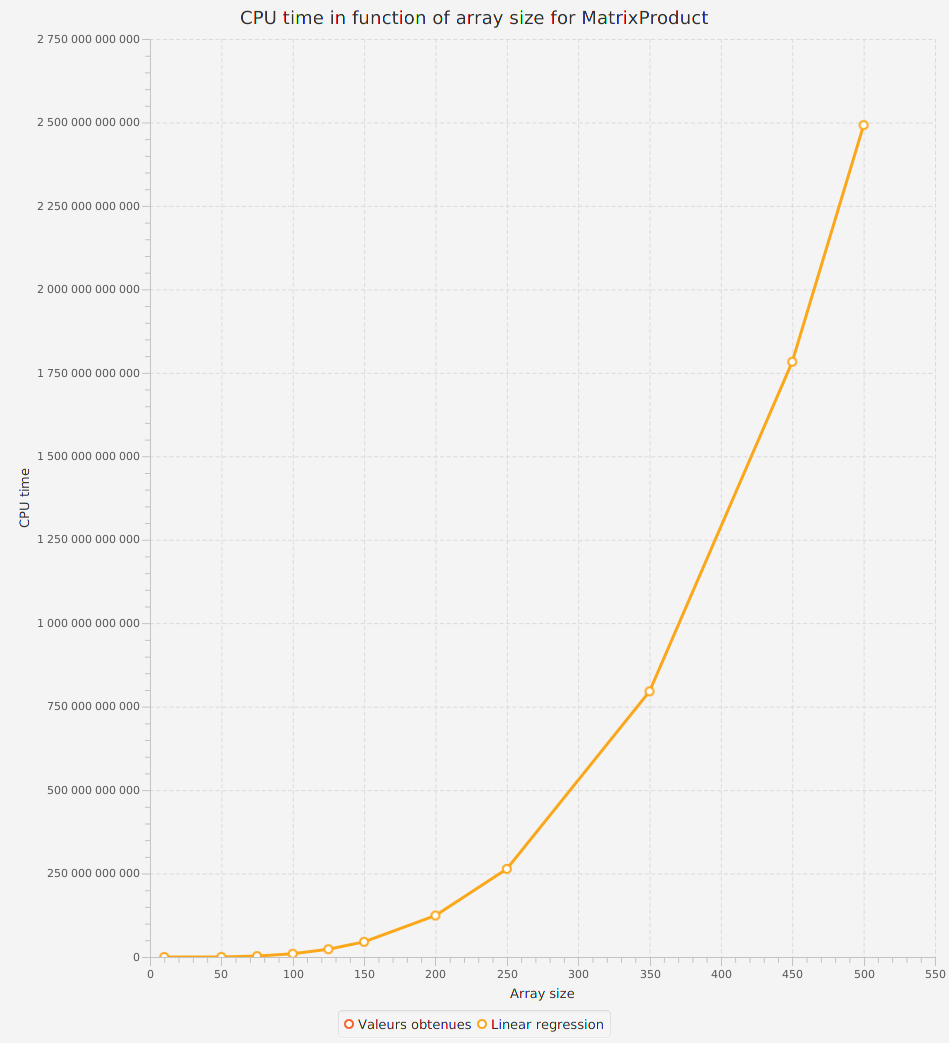 CPU time in function of array size for MatrixProduct
2 750 000 000 000
2 500 000 000 000
2 250 000 000 000
2 000 000 000 000
1 750 000 000 000
1 500 000 000 000
1 250 000 000 000
1 000 000 000 000
750 000 000 000
500 000 000 000
250 000 000 000
0
CPU time
0 50 100 150 200 250 300 350 400 450 500 550
Array size
Valeurs obtenues Linear regression